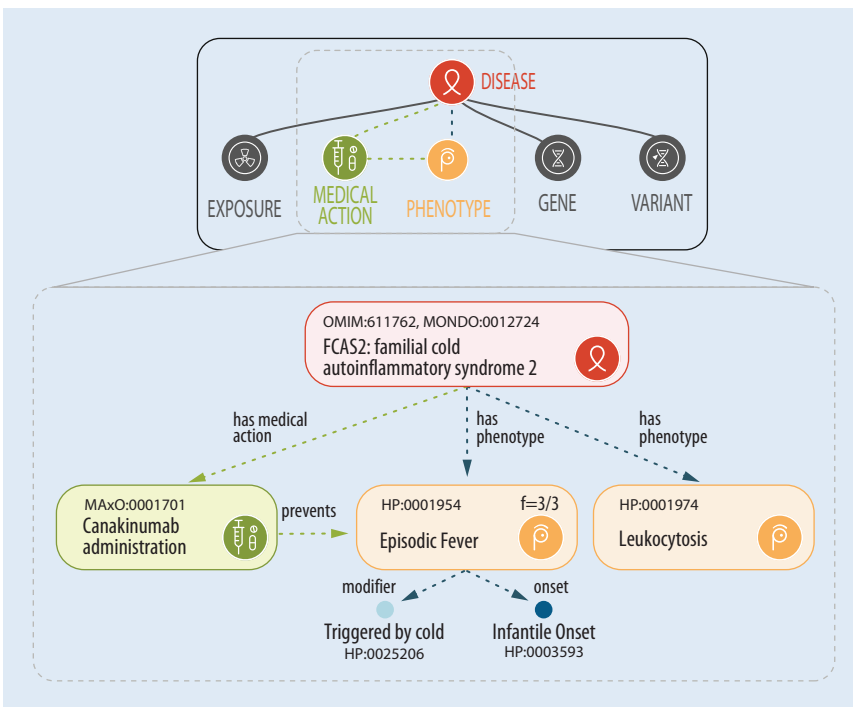 DISEASE
EXPOSURE
MEDICAL
ACTION
PHENOTYPE
GENE
VARIANT
OMIM:611762, MONDO:0012724
FCAS2: familial cold
autoinflammatory syndrome 2
has medical
action
has
phenotype
has
phenotype
MAxO:0001701
Canakinumab
administration
prevents
HP:0001954
f=3/3
Episodic Fever
HP:0001974
Leukocytosis
modifier
onset
Triggered by cold
HP:0025206
Infantile Onset
HP:0003593